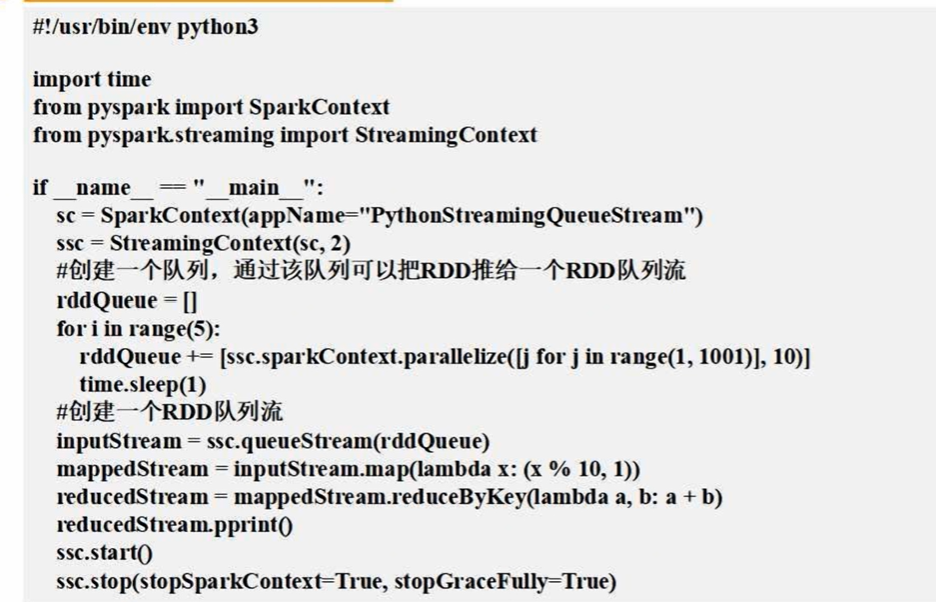 #!/usr/bin/env python3
import time
from pyspark import SparkContext
from pyspark.streaming import StreamingContext
if __name__ == "__main__":
sc = SparkContext(appName="PythonStreamingQueueStream")
ssc = StreamingContext(sc, 2)
#创建一个队列，通过该队列可以把RDD推给一个RDD队列流
rddQueue = []
for i in range(5):
rddQueue += [ssc.sparkContext.parallelize([j for j in range(1, 1001)], 10)]
time.sleep(1)
#创建一个RDD队列流
inputStream = ssc.queueStream(rddQueue)
mappedStream = inputStream.map(lambda x: (x % 10, 1))
reducedStream = mappedStream.reduceByKey(lambda a, b: a + b)
reducedStream.pprint()
ssc.start()
ssc.stop(stopSparkContext=True, stopGraceFully=True)